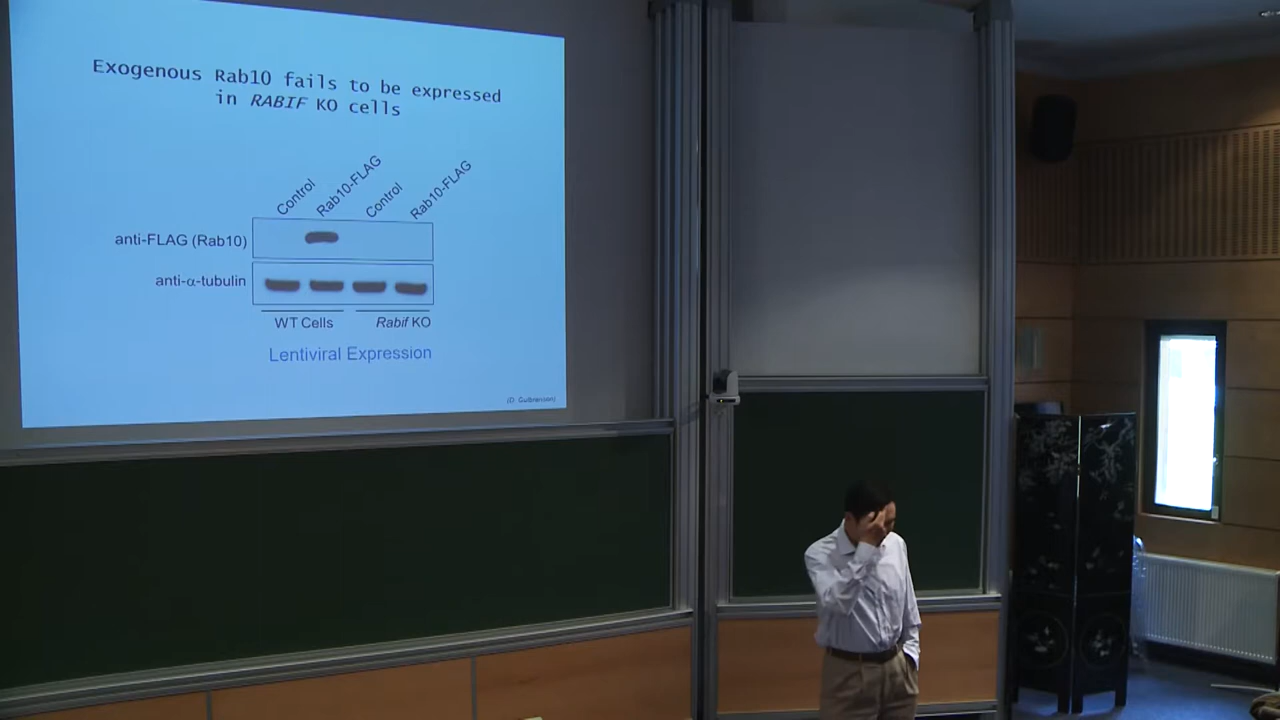 Exogenous Rab10 fails to be expressed
in RABIF KO cells
Control
Rab10-FLAG
Control
Rab10-FLAG
anti-FLAG (Rab10)
anti-α-tubulin
WT Cells
Rabif KO
Lentiviral Expression
(D. Gulbranson)